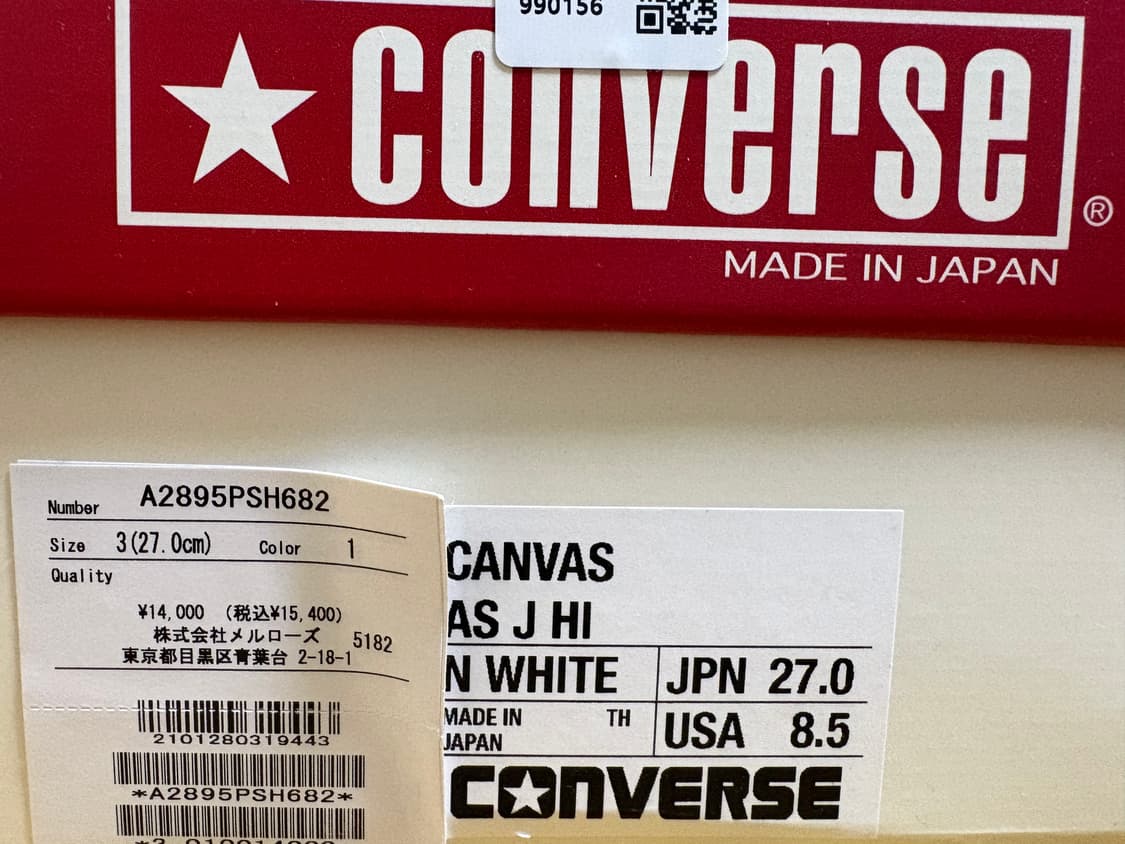 990156
★ converse
®
MADE IN JAPAN
Number A2895PSH682
Size 3(27.0cm) Color 1
Quality
¥14,000 (税込¥15,400)
株式会社メルローズ 5182
東京都目黒区青葉台 2-18-1
2101280319443
*A2895PSH682*
CANVAS
AS J HI
N WHITE JPN 27.0
MADE IN JAPAN TH USA 8.5
CONVERSE